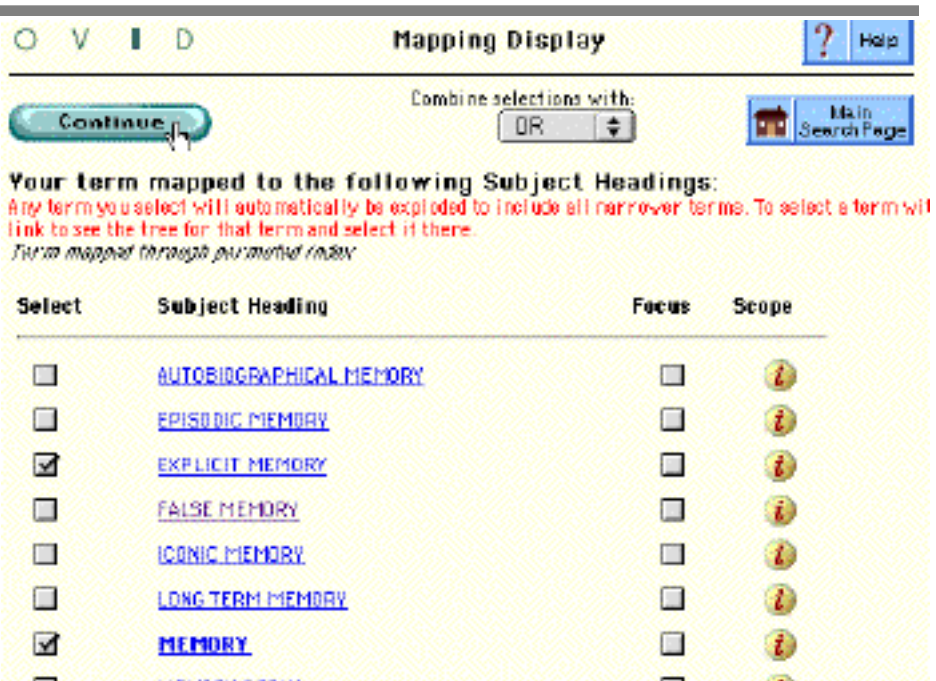 O V I D
Mapping Display
? Help
Continue
Combine selections with:
OR
Main
Search Page
Your term mapped to the following Subject Headings:
Any term you select will automatically be exploded to include all narrower terms. To select a term wit
link to see the tree for that term and select it there.
Term mapped through permuted index
Select Subject Heading Focus Scope
AUTOBIOGRAPHICAL MEMORY i
EPISODIC MEMORY i
EXPLICIT MEMORY i
FALSE MEMORY i
ICONIC MEMORY i
LONG TERM MEMORY i
MEMORY i